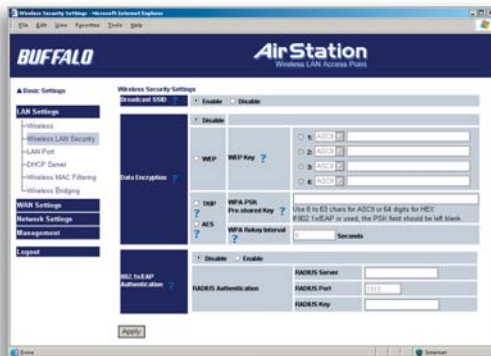 Wireless Security Settings - Microsoft Internet Explorer
File Edit View Favorites Tools Help
BUFFALO
AirStation
Wireless LAN Access Point
Basic Settings
LAN Settings
Wireless
Wireless LAN Security
LAN Port
DHCP Server
Wireless MAC Filtering
Wireless Bridging
WAN Settings
Network Settings
Management
Logout
Wireless Security Settings
Broadcast SSID ? Enable Disable
Data Encryption ?
Disable
WEP WEP Key ?
1: ASCII
2: ASCII
3: ASCII
4: ASCII
TKIP ?
AES ?
WPA-PSK
Pre-shared Key ?
Use 8 to 63 chars for ASCII or 64 digits for HEX
If 802.1x/EAP is used, the PSK field should be left blank
WPA Rekey Interval ?
0 Seconds
802.1x/EAP
Authentication ?
Disable Enable
RADIUS Authentication
RADIUS Server
RADIUS Port 1812
RADIUS Key
Apply
Done
Internet